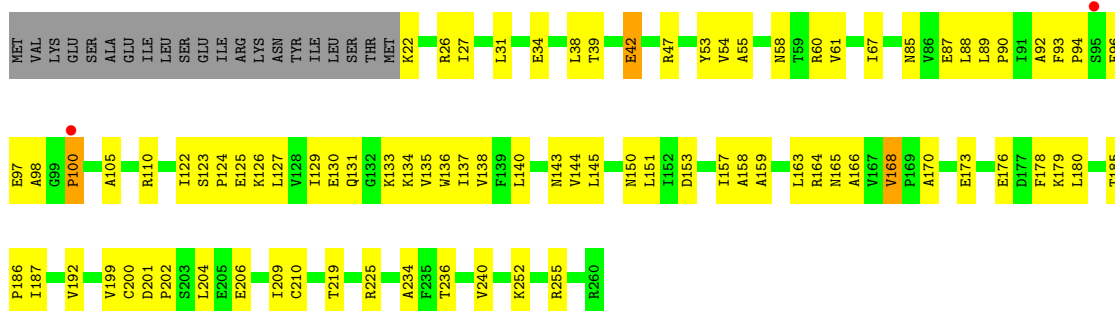 MET VAL LYS GLU SER ALA GLU ILE LEU SER GLU ILE ARG LYS ASN TYR ILE LEU SER THR MET K22 R26 I27 L31 E34 L38 T39 E42 R47 Y53 V54 A55 N58 T59 R60 V61 I67 N85 V86 E87 L88 L89 P90 I91 A92 F93 P94 S95 E96
E97 A98 G99 P100 A105 R110 I122 S123 P124 E125 K126 L127 V128 I129 E130 Q131 G132 K133 K134 V135 W136 I137 V138 F139 L140 N143 V144 L145 N150 L151 I152 D153 I157 A158 A159 L163 R164 N165 A166 V167 V168 P169 A170 E173 E176 D177 F178 K179 L180 T185
P186 I187 V192 V199 C200 D201 P202 S203 L204 E205 E206 I209 C210 T219 R225 A234 F235 T236 V240 K252 R255 R260